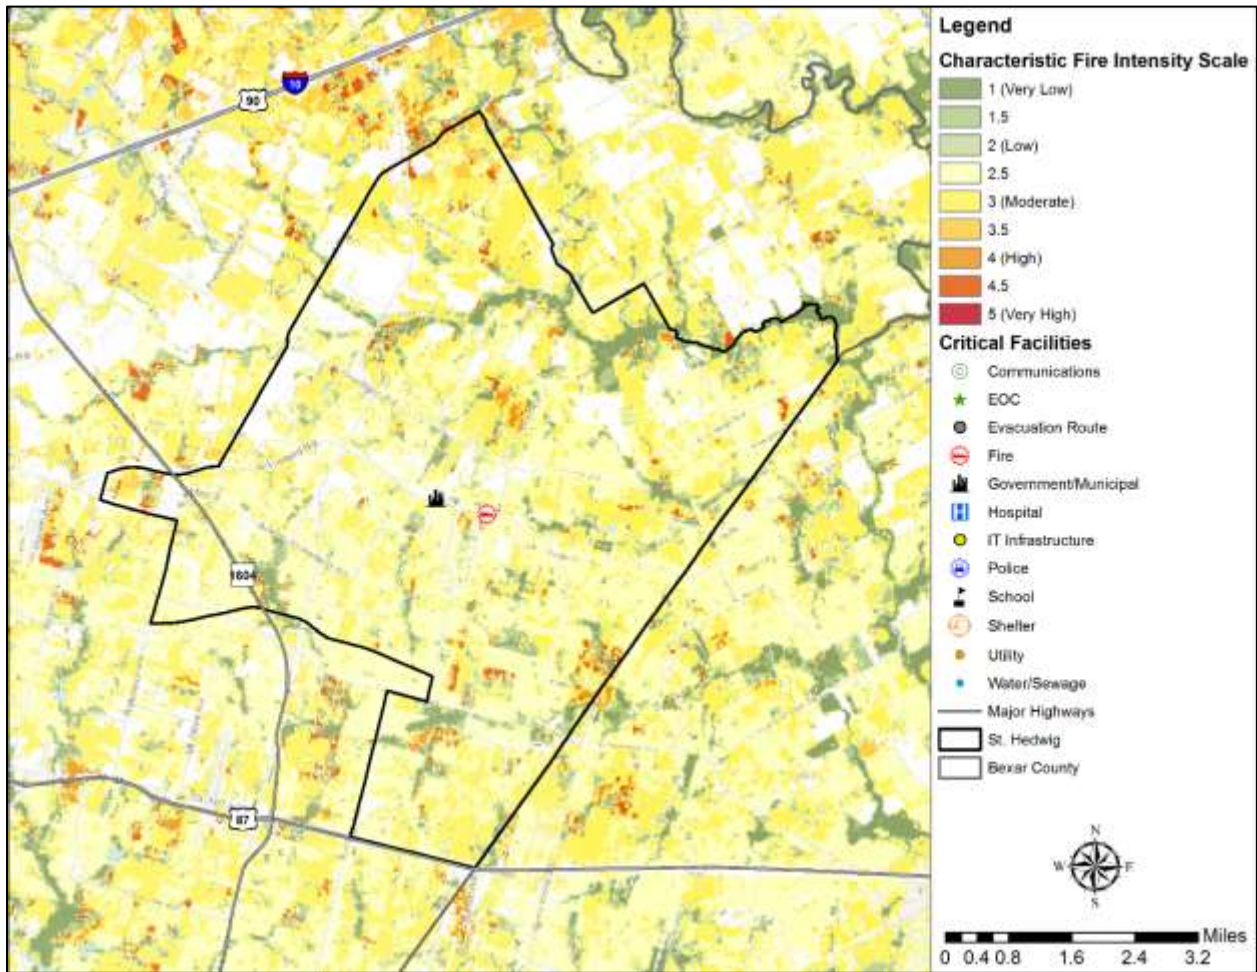 10
90
1604
87
Legend
Characteristic Fire Intensity Scale
1 (Very Low)
1.5
2 (Low)
2.5
3 (Moderate)
3.5
4 (High)
4.5
5 (Very High)
Critical Facilities
Communications
EOC
Evacuation Route
Fire
Government/Municipal
Hospital
IT Infrastructure
Police
School
Shelter
Utility
Water/Sewage
Major Highways
St. Hedwig
Bexar County
N
W E
S
Miles
0 0.4 0.8 1.6 2.4 3.2